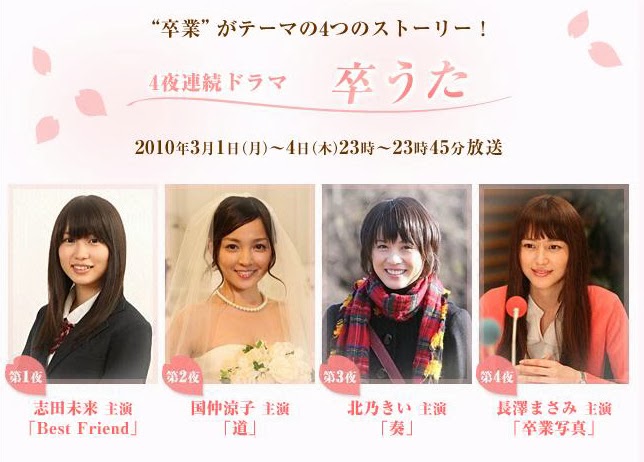 “卒業”がテーマの4つのストーリー！
4夜連続ドラマ 卒うた
2010年3月1日(月)～4日(木)23時～23時45分放送
第1夜
志田未来 主演
「Best Friend」
第2夜
国仲涼子 主演
「道」
第3夜
北乃きい 主演
「奏」
第4夜
長澤まさみ 主演
「卒業写真」